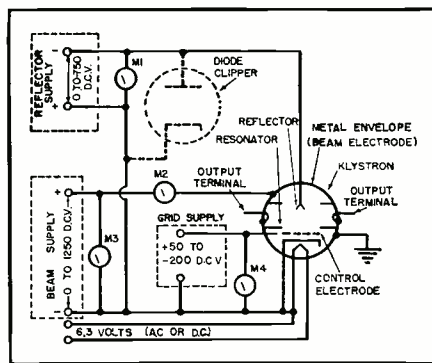 REFLECTOR
SUPPLY
0 TO 750
D.C.V.
M1
DIODE
CLIPPER
REFLECTOR
RESONATOR
METAL ENVELOPE
(BEAM ELECTRODE)
KLYSTRON
OUTPUT
TERMINAL
OUTPUT
TERMINAL
M2
GRID SUPPLY
+50 TO
-200 D.C V
BEAM SUPPLY
0 TO 1250 D.C.V.
M3
M4
CONTROL
ELECTRODE
6.3 VOLTS (AC OR D.C.)